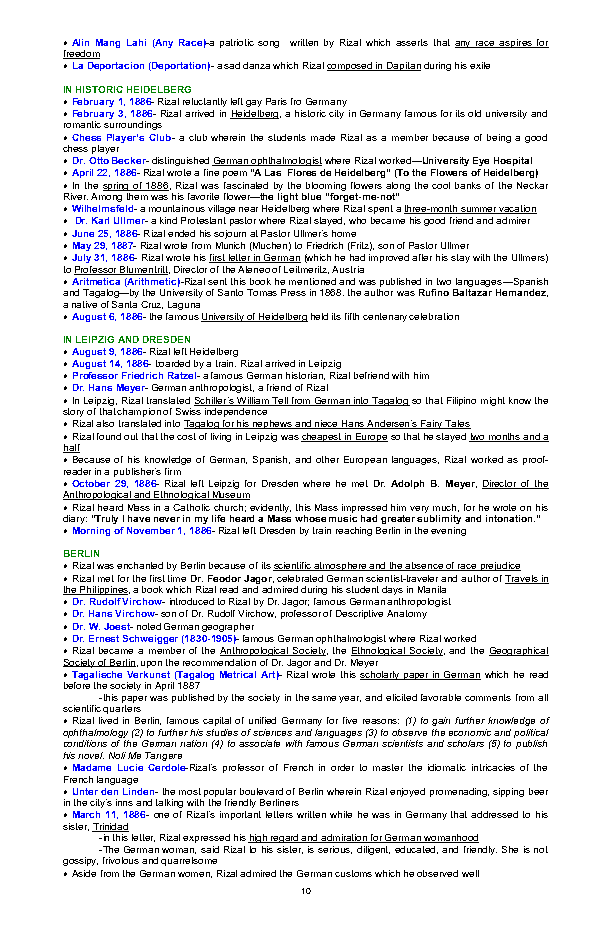 • Alin Mang Lahi (Any Race)-a patriotic song written by Rizal which asserts that any race aspires for
freedom
• La Deportacion (Deportation)- a sad danza which Rizal composed in Dapitan during his exile
IN HISTORIC HEIDELBERG
• February 1, 1886- Rizal reluctantly left gay Paris fro Germany
• February 3, 1886- Rizal arrived in Heidelberg, a historic city in Germany famous for its old university and
romantic surroundings
• Chess Player's Club- a club wherein the students made Rizal as a member because of being a good
chess player
• Dr. Otto Becker- distinguished German ophthalmologist where Rizal worked—University Eye Hospital
• April 22, 1886- Rizal wrote a fine poem "A Las Flores de Heidelberg" (To the Flowers of Heidelberg)
• In the spring of 1886, Rizal was fascinated by the blooming flowers along the cool banks of the Neckar
River. Among them was his favorite flower—the light blue "forget-me-not"
• Wilhelmsfeld- a mountainous village near Heidelberg where Rizal spent a three-month summer vacation
• Dr. Karl Ullmer- a kind Protestant pastor where Rizal stayed, who became his good friend and admirer
• June 25, 1886- Rizal ended his sojourn at Pastor Ullmer's home
• May 29, 1887- Rizal wrote from Munich (Muchen) to Friedrich (Fritz), son of Pastor Ullmer
• July 31, 1886- Rizal wrote his first letter in German (which he had improved after his stay with the Ullmers)
to Professor Blumentrill, Director of the Ateneo of Leitmeritz, Austria
• Aritmetica (Arithmetic)-Rizal sent this book he mentioned and was published in two languages—Spanish
and Tagalog—by the University of Santo Tomas Press in 1868. the author was Rufino Baltazar Hernandez,
a native of Santa Cruz, Laguna
• August 6, 1886- the famous University of Heidelberg held its fifth centenary celebration
IN LEIPZIG AND DRESDEN
• August 9, 1886- Rizal left Heidelberg
• August 14, 1886- boarded by a train. Rizal arrived in Leipzig
• Professor Friedrich Ratzel- a famous German historian, Rizal befriend with him
• Dr. Hans Meyer- German anthropologist, a friend of Rizal
• In Leipzig, Rizal translated Schiller's William Tell from German into Tagalog so that Filipino might know the
story of that champion of Swiss independence
• Rizal also translated into Tagalog for his nephews and niece Hans Andersen's Fairy Tales
• Rizal found out that the cost of living in Leipzig was cheapest in Europe so that he stayed two months and a
half
• Because of his knowledge of German, Spanish, and other European languages, Rizal worked as proof-
reader in a publisher's firm
• October 29, 1886- Rizal left Leipzig for Dresden where he met Dr. Adolph B. Meyer, Director of the
Anthropological and Ethnological Museum
• Rizal heard Mass in a Catholic church; evidently, this Mass impressed him very much, for he wrote on his
diary: "Truly I have never in my life heard a Mass whose music had greater sublimity and intonation."
• Morning of November 1, 1886- Rizal left Dresden by train reaching Berlin in the evening
BERLIN
• Rizal was enchanted by Berlin because of its scientific atmosphere and the absence of race prejudice
• Rizal met for the first time Dr. Feodor Jagor, celebrated German scientist-traveler and author of Travels in
the Philippines, a book which Rizal read and admired during his student days in Manila
• Dr. Rudolf Virchow- introduced to Rizal by Dr. Jagor; famous German anthropologist
• Dr. Hans Virchow- son of Dr. Rudolf Virchow, professor of Descriptive Anatomy
• Dr. W. Joest- noted German geographer
• Dr. Ernest Schweigger (1830-1905)- famous German ophthalmologist where Rizal worked
• Rizal became a member of the Anthropological Society, the Ethnological Society, and the Geographical
Society of Berlin, upon the recommendation of Dr. Jagor and Dr. Meyer
• Tagalische Verkunst (Tagalog Metrical Art)- Rizal wrote this scholarly paper in German which he read
before the society in April 1887
-this paper was published by the society in the same year, and elicited favorable comments from all
scientific quarters
• Rizal lived in Berlin, famous capital of unified Germany for five reasons: (1) to gain further knowledge of
ophthalmology (2) to further his studies of sciences and languages (3) to observe the economic and political
conditions of the German nation (4) to associate with famous German scientists and scholars (5) to publish
his novel, Noli Me Tangere
• Madame Lucie Cerdole-Rizal's professor of French in order to master the idiomatic intricacies of the
French language
• Unter den Linden- the most popular boulevard of Berlin wherein Rizal enjoyed promenading, sipping beer
in the city's inns and talking with the friendly Berliners
• March 11, 1886- one of Rizal's important letters written while he was in Germany that addressed to his
sister, Trinidad
-in this letter, Rizal expressed his high regard and admiration for German womanhood
-The German woman, said Rizal to his sister, is serious, diligent, educated, and friendly. She is not
gossipy, frivolous and quarrelsome
• Aside from the German women, Rizal admired the German customs which he observed well
10